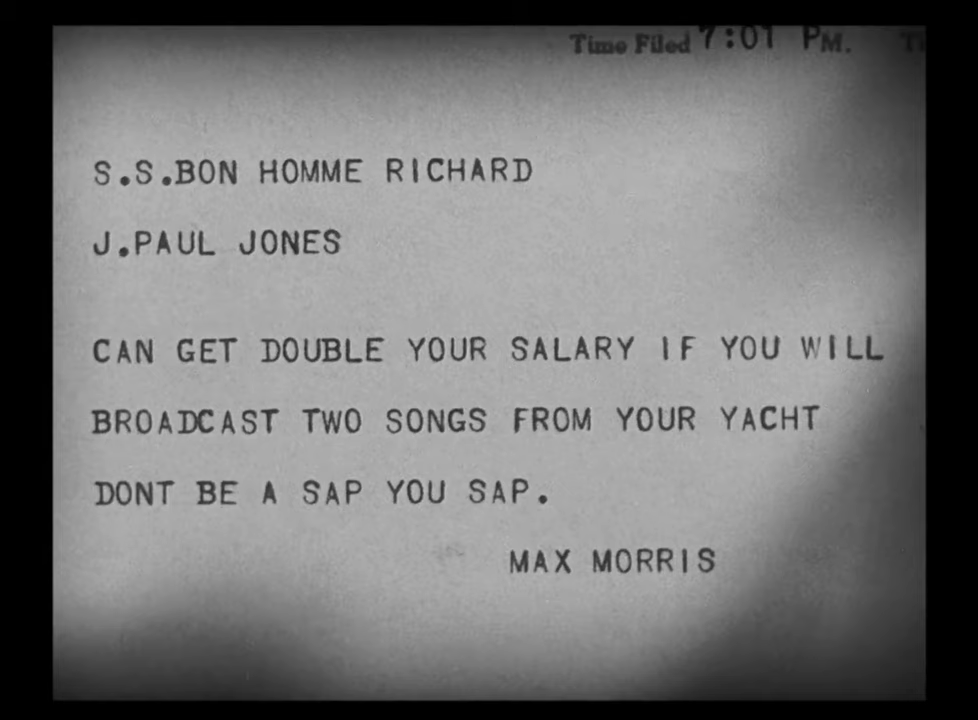 Time Filed 7:01 PM.
S.S.BON HOMME RICHARD
J.PAUL JONES
CAN GET DOUBLE YOUR SALARY IF YOU WILL
BROADCAST TWO SONGS FROM YOUR YACHT
DONT BE A SAP YOU SAP.
MAX MORRIS